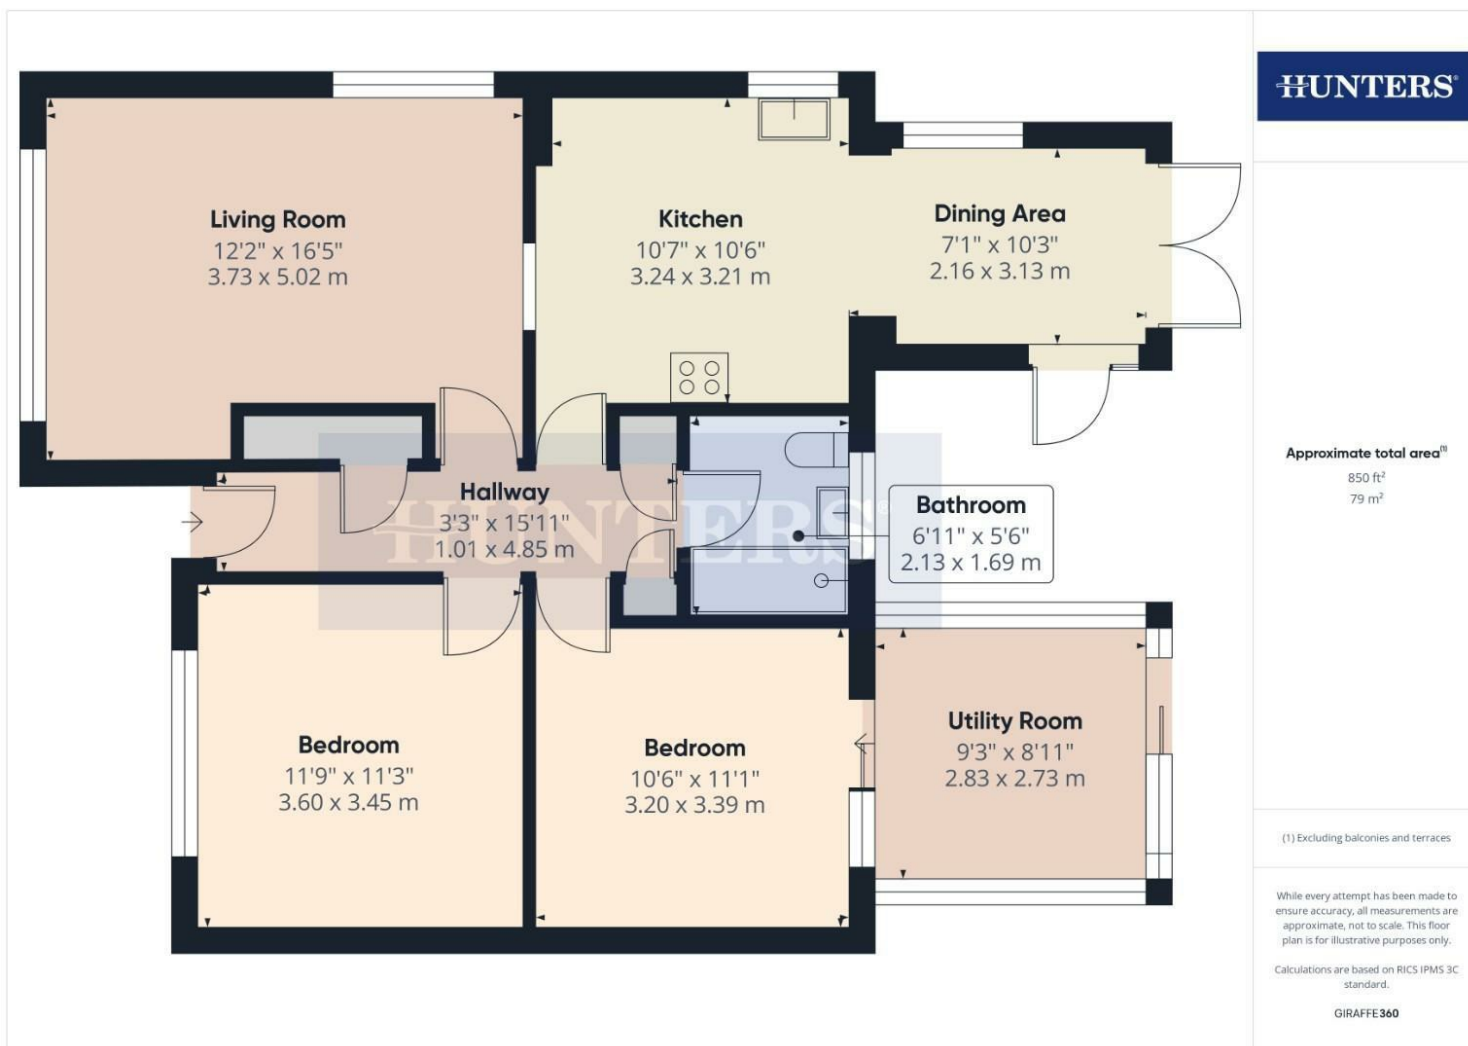 HUNTERS®
Living Room
12'2" x 16'5"
3.73 x 5.02 m
Kitchen
10'7" x 10'6"
3.24 x 3.21 m
Dining Area
7'1" x 10'3"
2.16 x 3.13 m
Hallway
3'3" x 15'11"
1.01 x 4.85 m
HUNTERS®
Bathroom
6'11" x 5'6"
2.13 x 1.69 m
Bedroom
11'9" x 11'3"
3.60 x 3.45 m
Bedroom
10'6" x 11'1"
3.20 x 3.39 m
Utility Room
9'3" x 8'11"
2.83 x 2.73 m
Approximate total area(1)
850 ft²
79 m²
(1) Excluding balconies and terraces
While every attempt has been made to
ensure accuracy, all measurements are
approximate, not to scale. This floor
plan is for illustrative purposes only.
Calculations are based on RICS IPMS 3C
standard.
GIRAFFE360